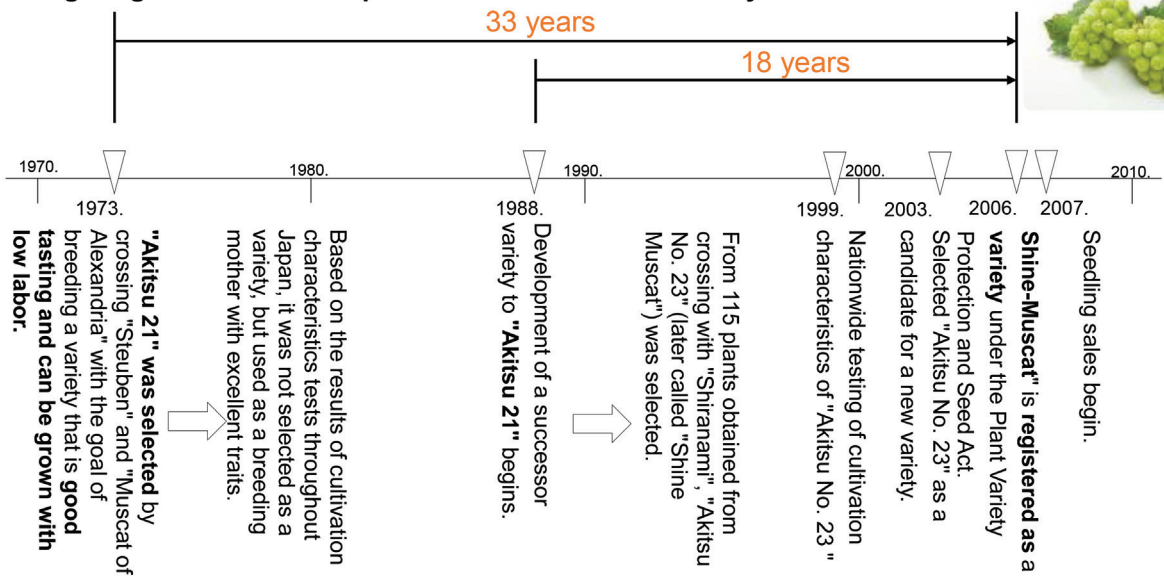 33 years
18 years
1970.
1980.
1990.
2000.
2010.
1973.
"Akitsu 21" was selected by
crossing "Steuben" and "Muscat of
Alexandria" with the goal of
breeding a variety that is good
tasting and can be grown with
low labor.
Based on the results of cultivation
characteristics tests throughout
Japan, it was not selected as a
variety, but used as a breeding
mother with excellent traits.
1988.
Development of a successor
variety to "Akitsu 21" begins.
From 115 plants obtained from
crossing with "Shiranami", "Akitsu
No. 23" (later called "Shine
Muscat") was selected.
1999.
Nationwide testing of cultivation
characteristics of "Akitsu No. 23 "
2003.
Selected "Akitsu No. 23" as a
candidate for a new variety.
2006.
Shine-Muscat" is registered as a
variety under the Plant Variety
Protection and Seed Act.
2007.
Seedling sales begin.